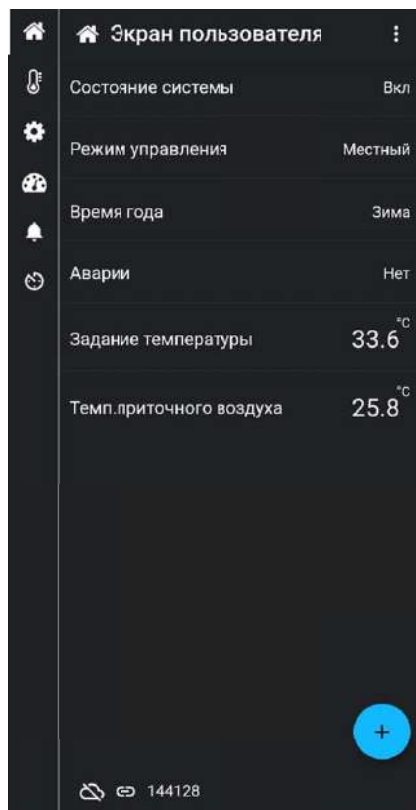 Экран пользователя
Состояние системы Вкл
Режим управления Местный
Время года Зима
Аварии Нет
Задание температуры 33.6 °C
Темп.приточного воздуха 25.8 °C
144128